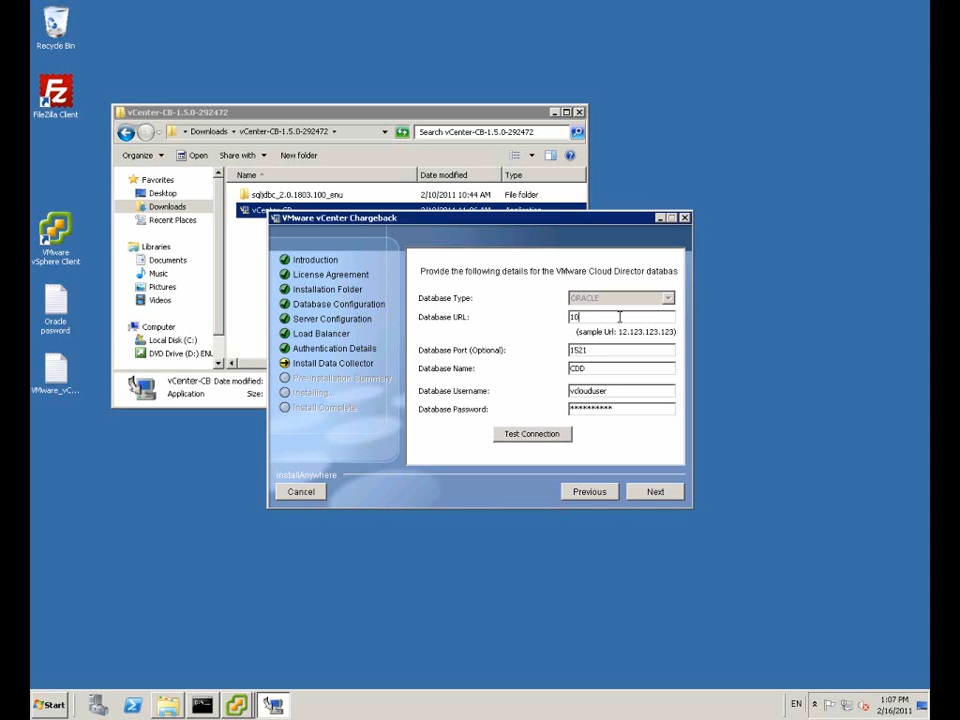 Recycle Bin
FileZilla Client
VMware
vSphere Client
Oracle
pasword
VMware_vC...
vCenter-CB-1.5.0-292472
Downloads vCenter-CB-1.5.0-292472
Search vCenter-CB-1.5.0-292472
Organize Open Share with New folder
Favorites
Desktop
Downloads
Recent Places
Libraries
Documents
Music
Pictures
Videos
Computer
Local Disk (C:)
DVD Drive (D:) EN
Name Date modified Type
sqljdbc_2.0.1803.100_enu 2/10/2011 10:44 AM File folder
vCenter-CB
vCenter-CB Date modified:
Application Size:
VMware vCenter Chargeback
Introduction
License Agreement
Installation Folder
Database Configuration
Server Configuration
Load Balancer
Authentication Details
Install Data Collector
Pre-Installation Summary
Installing...
Install Complete
Provide the following details for the VMware Cloud Director databas
Database Type: ORACLE
Database URL: 10
(sample Url: 12.123.123.123)
Database Port (Optional): 1521
Database Name: CDD
Database Username: vclouduser
Database Password: **********
Test Connection
InstallAnywhere
Cancel Previous Next
Start
EN
1:07 PM
2/16/2011